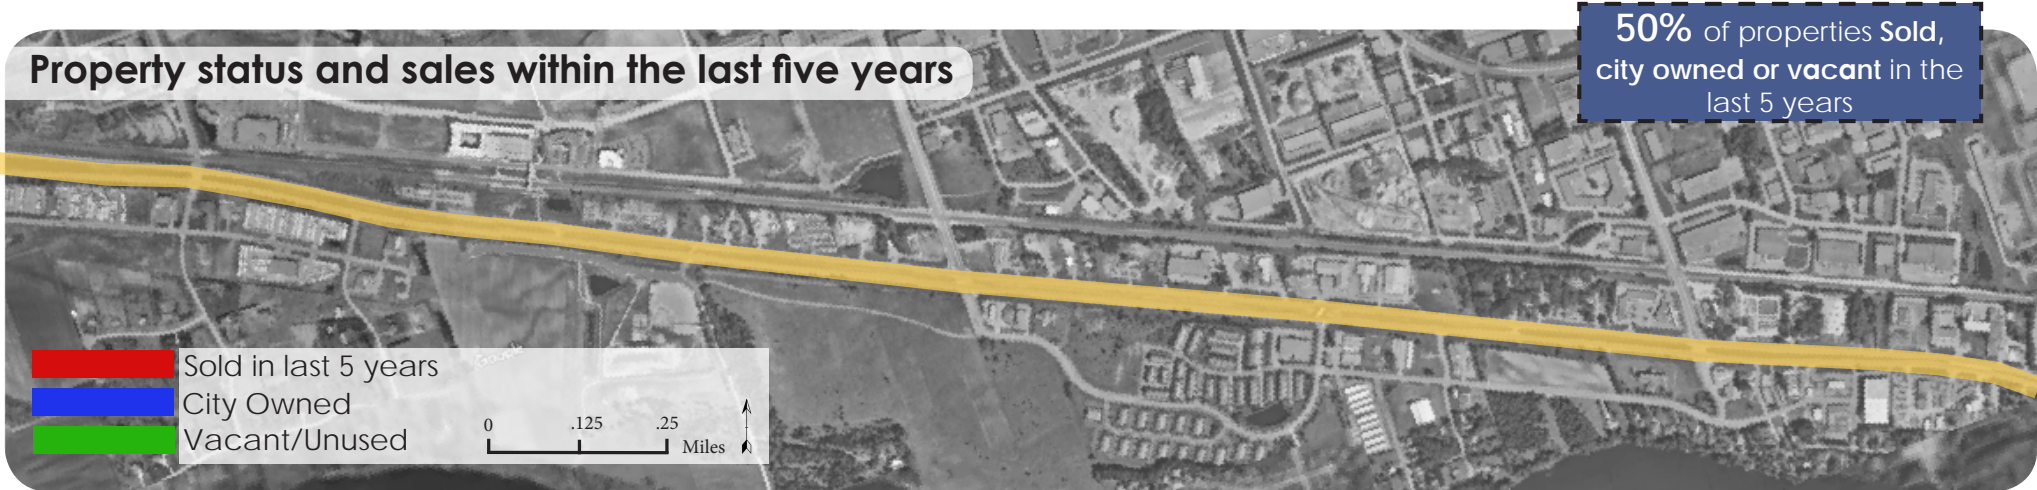 50% of properties Sold,
city owned or vacant in the
last 5 years
Property status and sales within the last five years
Google
Sold in last 5 years
City Owned
Vacant/Unused
0 .125 .25
Miles